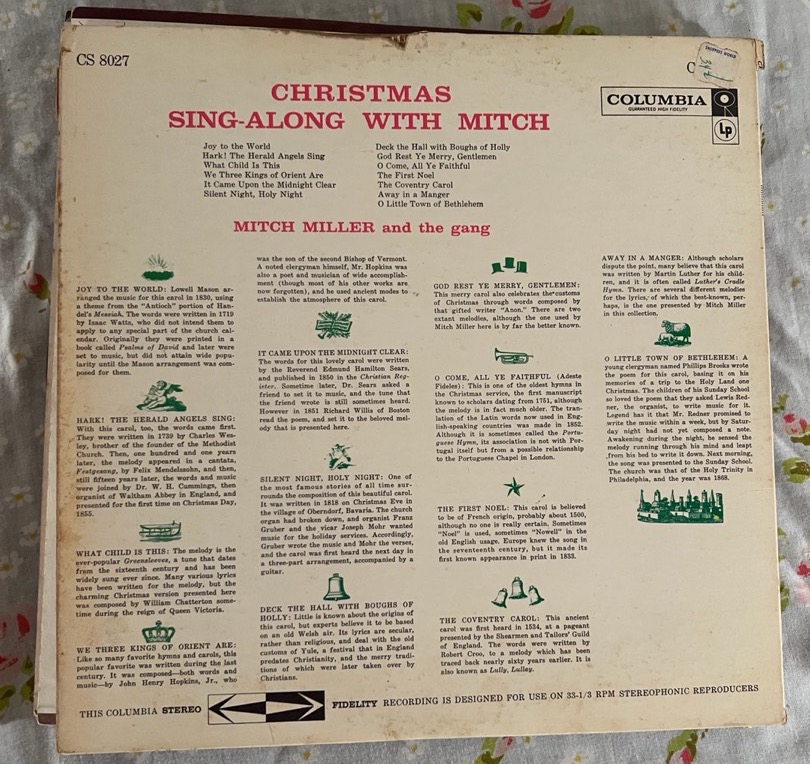 CS 8027
C
SHOPPERS WORLD
CHRISTMAS
SING-ALONG WITH MITCH
COLUMBIA
GUARANTEED HIGH FIDELITY
Lp
Joy to the World
Hark! The Herald Angels Sing
What Child Is This
We Three Kings of Orient Are
It Came Upon the Midnight Clear
Silent Night, Holy Night
Deck the Hall with Boughs of Holly
God Rest Ye Merry, Gentlemen
O Come, All Ye Faithful
The First Noel
The Coventry Carol
Away in a Manger
O Little Town of Bethlehem
MITCH MILLER and the gang
JOY TO THE WORLD: Lowell Mason ar-
ranged the music for this carol in 1830, using
a theme from the "Antioch" portion of Han-
del's Messiah. The words were written in 1719
by Isaac Watts, who did not intend them to
apply to any special part of the church cal-
endar. Originally they were printed in a
book called Psalms of David and later were
set to music, but did not attain wide popu-
larity until the Mason arrangement was com-
posed for them.
HARK! THE HERALD ANGELS SING:
With this carol, too, the words came first.
They were written in 1739 by Charles Wes-
ley, brother of the founder of the Methodist
Church. Then, one hundred and one years
later, the melody appeared in a cantata,
Festgesang, by Felix Mendelssohn, and then,
still fifteen years later, the words and music
were joined by Dr. W. H. Cummings, then
organist of Waltham Abbey in England, and
presented for the first time on Christmas Day,
1855.
WHAT CHILD IS THIS: The melody is the
ever-popular Greensleeves, a tune that dates
from the sixteenth century and has been
widely sung ever since. Many various lyrics
have been written for the melody, but the
charming Christmas version presented here
was composed by William Chatterton some-
time during the reign of Queen Victoria.
WE THREE KINGS OF ORIENT ARE:
Like so many favorite hymns and carols, this
popular favorite was written during the last
century. It was composed—both words and
music—by John Henry Hopkins, Jr., who
was the son of the second Bishop of Vermont.
A noted clergyman himself, Mr. Hopkins was
also a poet and musician of wide accomplish-
ment (though most of his other works are
now forgotten), and he used ancient modes to
establish the atmosphere of this carol.
IT CAME UPON THE MIDNIGHT CLEAR:
The words for this lovely carol were written
by the Reverend Edmund Hamilton Sears,
and published in 1850 in the Christian Reg-
ister. Sometime later, Dr. Sears asked a
friend to set it to music, and the tune that
the friend wrote is still sometimes heard.
However in 1851 Richard Willis of Boston
read the poem, and set it to the beloved mel-
ody that is presented here.
SILENT NIGHT, HOLY NIGHT: One of
the most famous stories of all time sur-
rounds the composition of this beautiful carol.
It was written in 1818 on Christmas Eve in
the village of Oberndorf, Bavaria. The church
organ had broken down, and organist Franz
Gruber and the vicar Joseph Mohr wanted
music for the holiday services. Accordingly,
Gruber wrote the music and Mohr the verses,
and the carol was first heard the next day in
a three-part arrangement, accompanied by a
guitar.
DECK THE HALL WITH BOUGHS OF
HOLLY: Little is known about the origins of
this carol, but experts believe it to be based
on an old Welsh air. Its lyrics are secular,
rather than religious, and deal with the old
customs of Yule, a festival that in England
predates Christianity, and the merry tradi-
tions of which were later taken over by
Christians.
GOD REST YE MERRY, GENTLEMEN:
This merry carol also celebrates the customs
of Christmas through words composed by
that gifted writer "Anon." There are two
extant melodies, although the one used by
Mitch Miller here is by far the better known.
O COME, ALL YE FAITHFUL (Adeste
Fideles): This is one of the oldest hymns in
the Christmas service, the first manuscript
known to scholars dating from 1751, although
the melody is in fact much older. The tran-
lation of the Latin words now used in Eng-
lish-speaking countries was made in 1852.
Although it is sometimes called the Portu-
guese Hymn, its association is not with Por-
tugal itself but from a possible relationship
to the Portuguese Chapel in London.
THE FIRST NOEL: This carol is believed
to be of French origin, probably about 1500,
although no one is really certain. Sometimes
"Noel" is used, sometimes "Nowell" in the
old English usage. Europe knew the song in
the seventeenth century, but it made its
first known appearance in print in 1833.
THE COVENTRY CAROL: This ancient
carol was first heard in 1534, at a pageant
presented by the Shearmen and Tailors' Guild
of England. The words were written by
Robert Croo, to a melody which has been
traced back nearly sixty years earlier. It is
also known as Lully, Lulley.
AWAY IN A MANGER: Although scholars
dispute the point, many believe that this carol
was written by Martin Luther for his child-
ren, and it is often called Luther's Cradle
Hymn. There are several different melodies
for the lyrics, of which the best-known, per-
haps, is the one presented by Mitch Miller
in this collection.
O LITTLE TOWN OF BETHLEHEM: A
young clergyman named Phillips Brooks wrote
the poem for this carol, basing it on his
memories of a trip to the Holy Land one
Christmas. The children of his Sunday School
so loved the poem that they asked Lewis Red-
ner, the organist, to write music for it.
Legend has it that Mr. Redner promised to
write the music within a week, but by Satur-
day night had not yet composed a note.
Awakening during the night, he sensed the
melody running through his mind and leapt
from his bed to write it down. Next morning,
the song was presented to the Sunday School.
The church was that of the Holy Trinity in
Philadelphia, and the year was 1868.
THIS COLUMBIA STEREO FIDELITY RECORDING IS DESIGNED FOR USE ON 33-1/3 RPM STEREOPHONIC REPRODUCERS